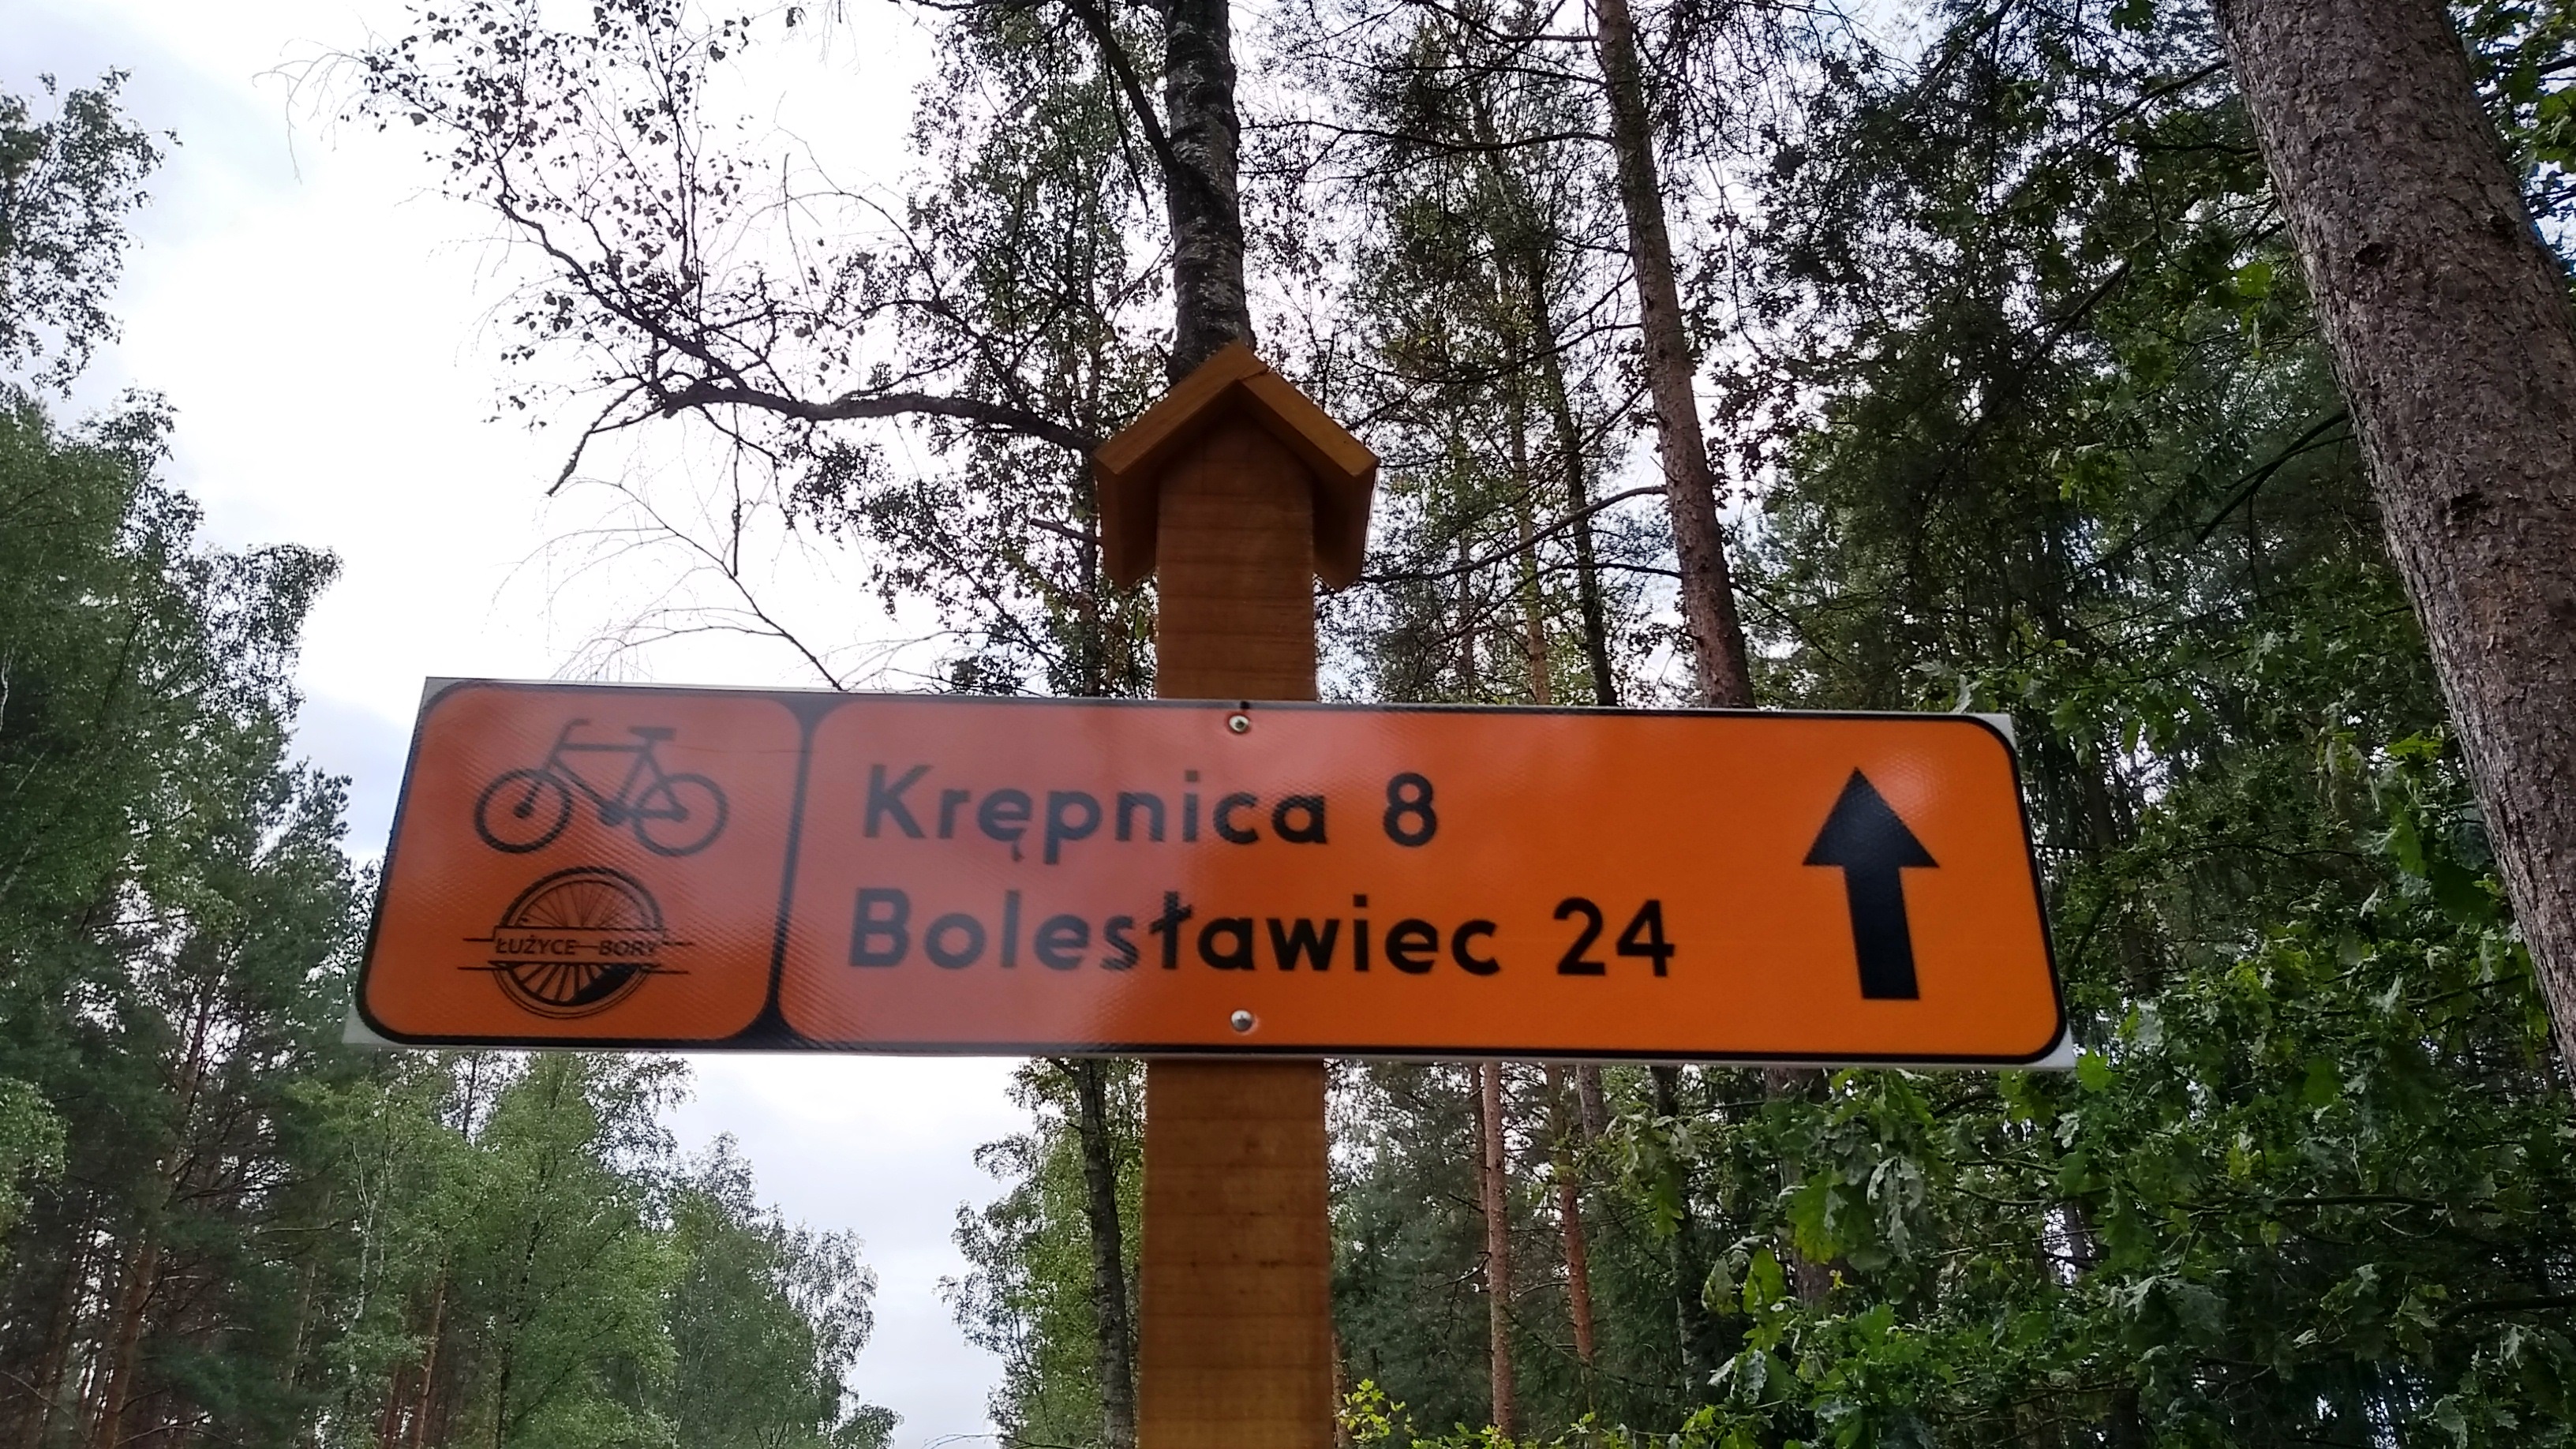 Krępnica 8
Bolesławiec 24
ŁUŻYCE BORY